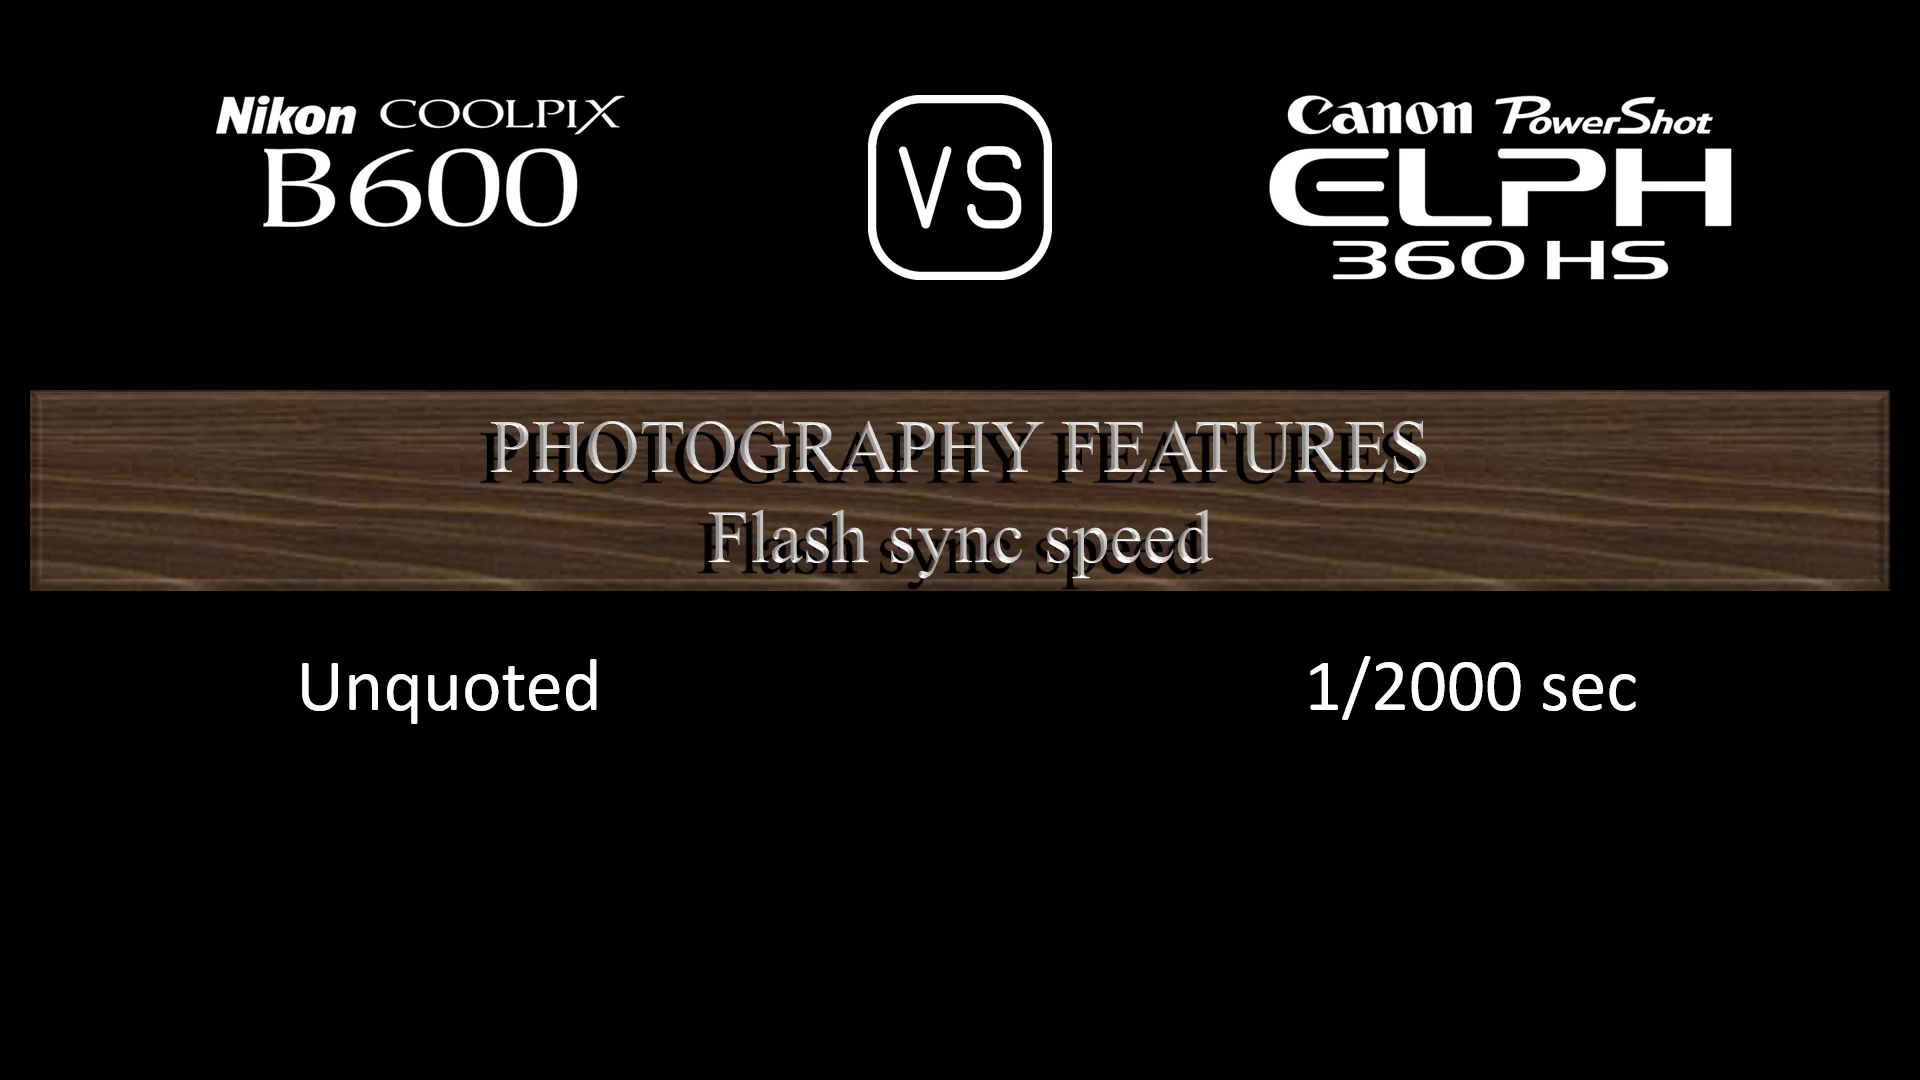 Nikon COOLPIX
B600
VS
Canon PowerShot
ELPH
360 HS
PHOTOGRAPHY FEATURES
Flash sync speed
Unquoted
1/2000 sec